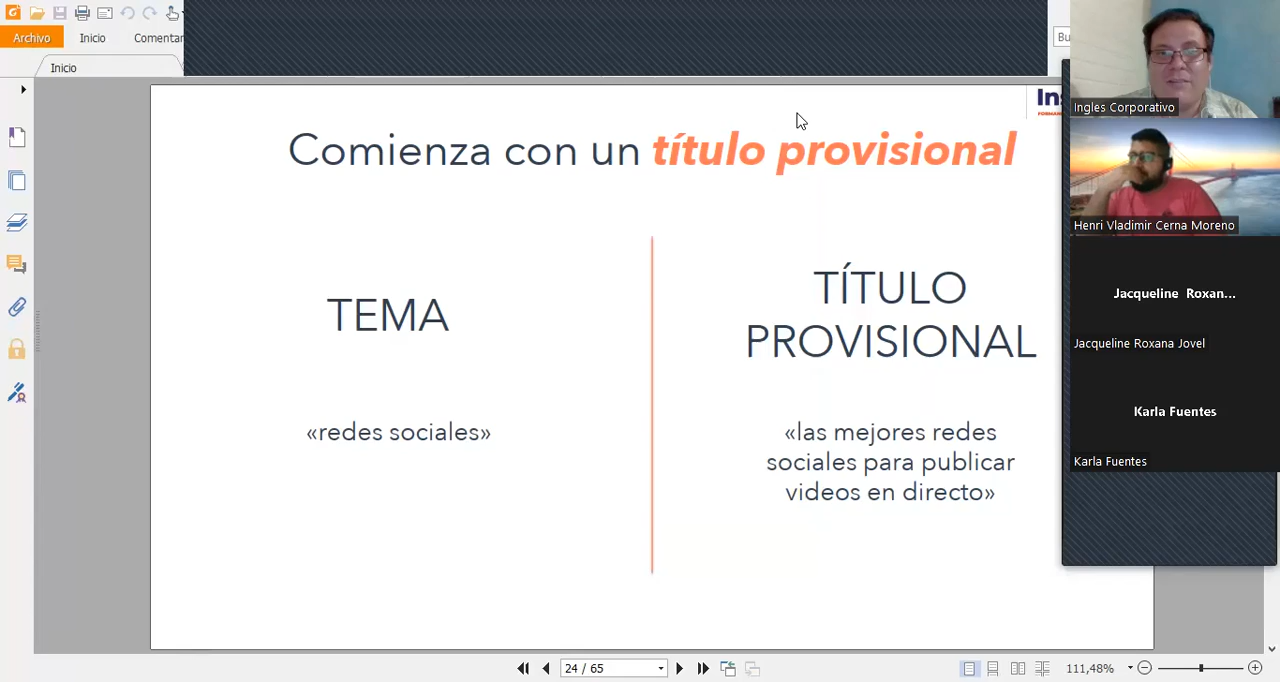 Archivo
Inicio
Comentar
Bu
Inicio
Ins
Comienza con un título provisional
TEMA
«redes sociales»
TÍTULO
PROVISIONAL
«las mejores redes
sociales para publicar
videos en directo»
Ingles Corporativo
Henri Vladimir Cerna Moreno
Jacqueline Roxan...
Jacqueline Roxana Jovel
Karla Fuentes
Karla Fuentes
24 / 65
111,48%